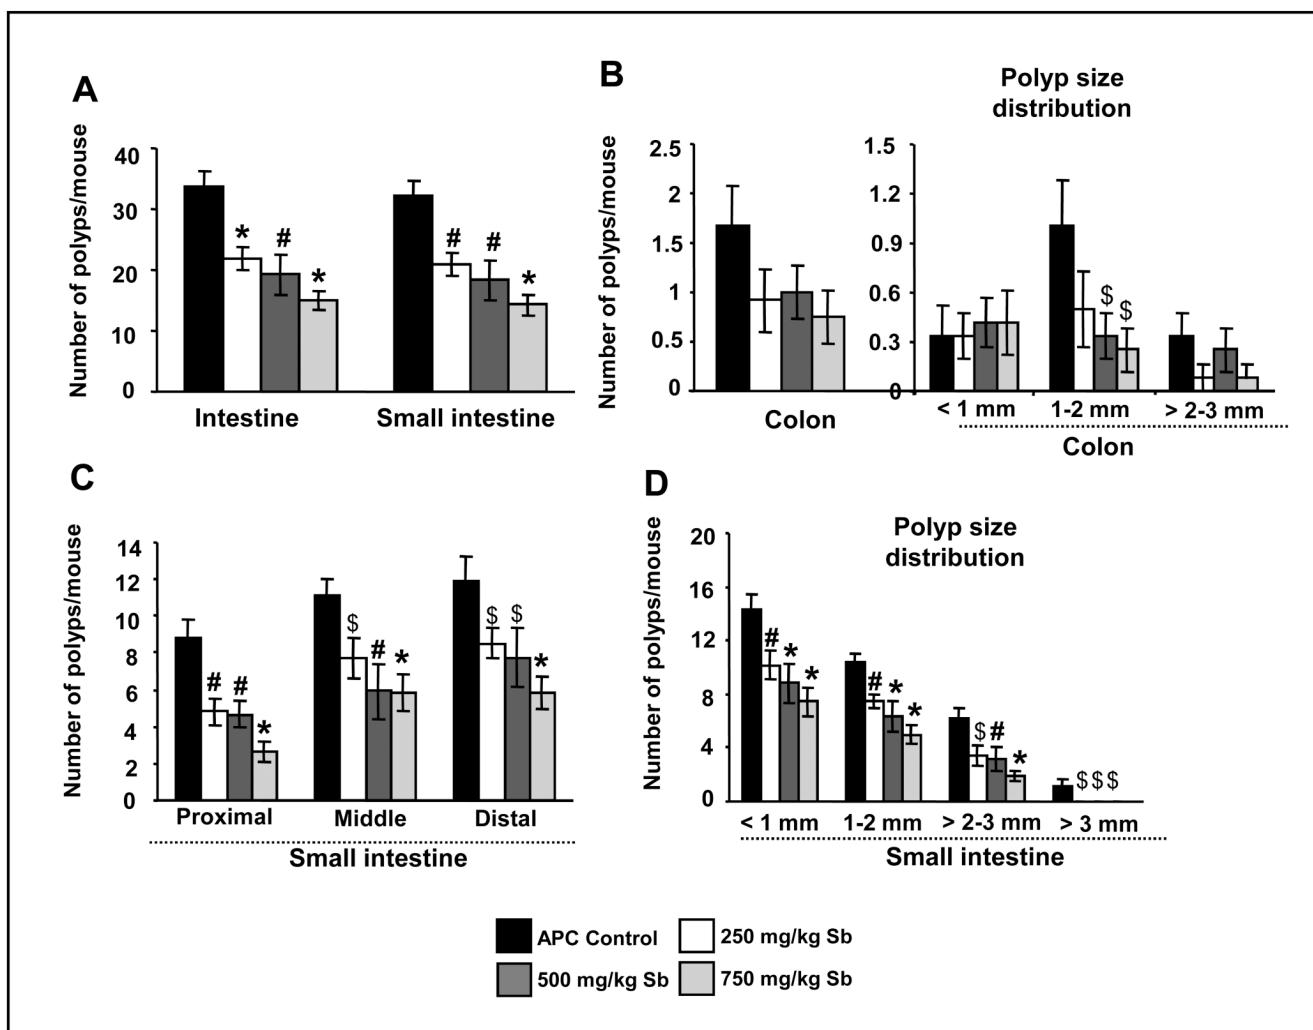 A
Number of polyps/mouse
40
30
20
10
0
*
#
*
#
#
*
Intestine
Small intestine
B
Polyp size
distribution
Number of polyps/mouse
2.5
2
1.5
1
0.5
0
Colon
1.5
1.2
0.9
0.6
0.3
0
$
$
< 1 mm
1-2 mm
> 2-3 mm
Colon
C
Number of polyps/mouse
14
12
10
8
6
4
2
0
#
#
*
$
#
*
$
$
*
Proximal
Middle
Distal
Small intestine
D
Polyp size
distribution
Number of polyps/mouse
20
16
12
8
4
0
#
*
*
#
*
*
$
#
*
$$$
< 1 mm
1-2 mm
> 2-3 mm
> 3 mm
Small intestine
APC Control
250 mg/kg Sb
500 mg/kg Sb
750 mg/kg Sb